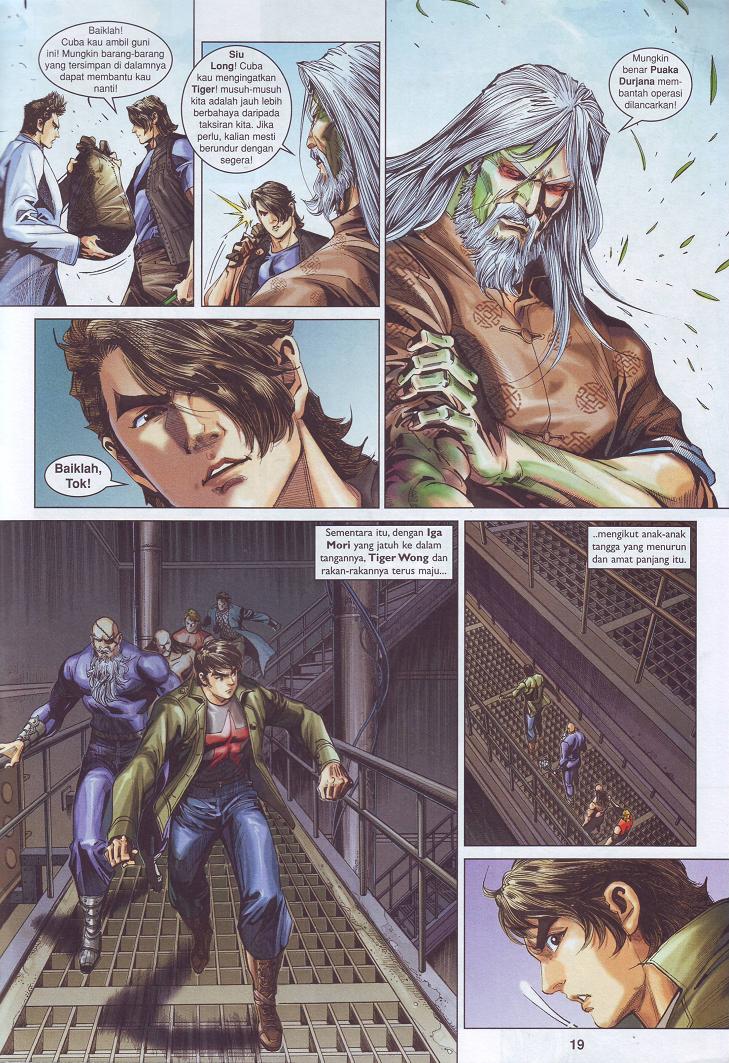 Baiklah!
Cuba kau ambil guni
ini! Mungkin barang-barang
yang tersimpan di dalamnya
dapat membantu kau
nanti!
Siu
Long! Cuba
kau mengingatkan
Tiger! musuh-musuh
kita adalah jauh lebih
berbahaya daripada
taksiran kita. Jika
perlu, kalian mesti
berundur dengan
segera!
Mungkin
benar Puaka
Durjana mem-
bantah operasi
dilancarkan!
Baiklah,
Tok!
Sementara itu, dengan Iga
Mori yang jatuh ke dalam
tangannya, Tiger Wong dan
rakan-rakannya terus maju...
..mengikut anak-anak
tangga yang menurun
dan amat panjang itu.
19